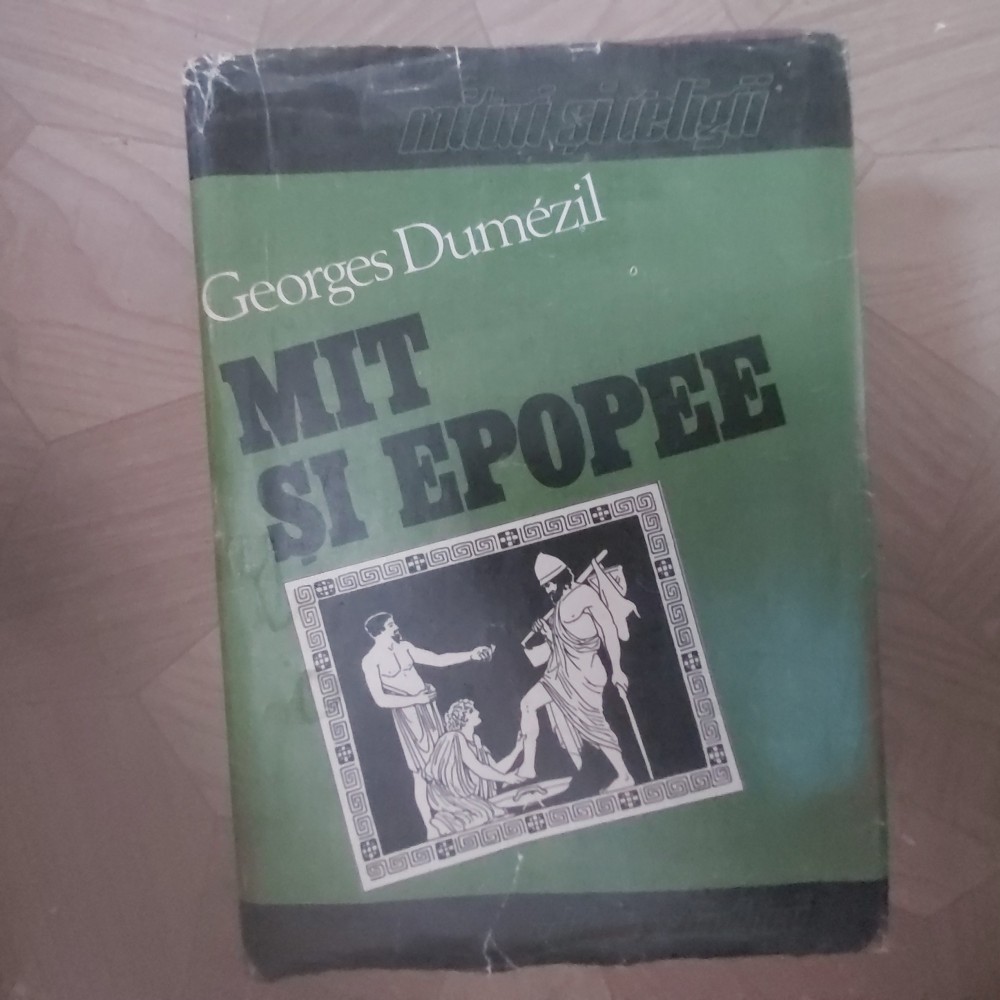 mituri și religii
Georges Dumézil
MIT
ȘI EPOPEE